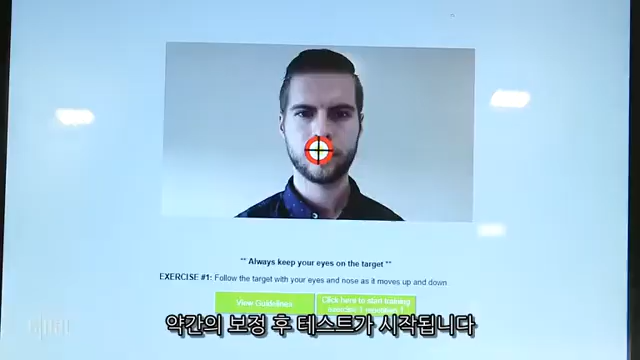 ** Always keep your eyes on the target **
EXERCISE #1: Follow the target with your eyes and nose as it moves up and down
View Guidelines
Click here to start training
약간의 보정 후 테스트가 시작됩니다